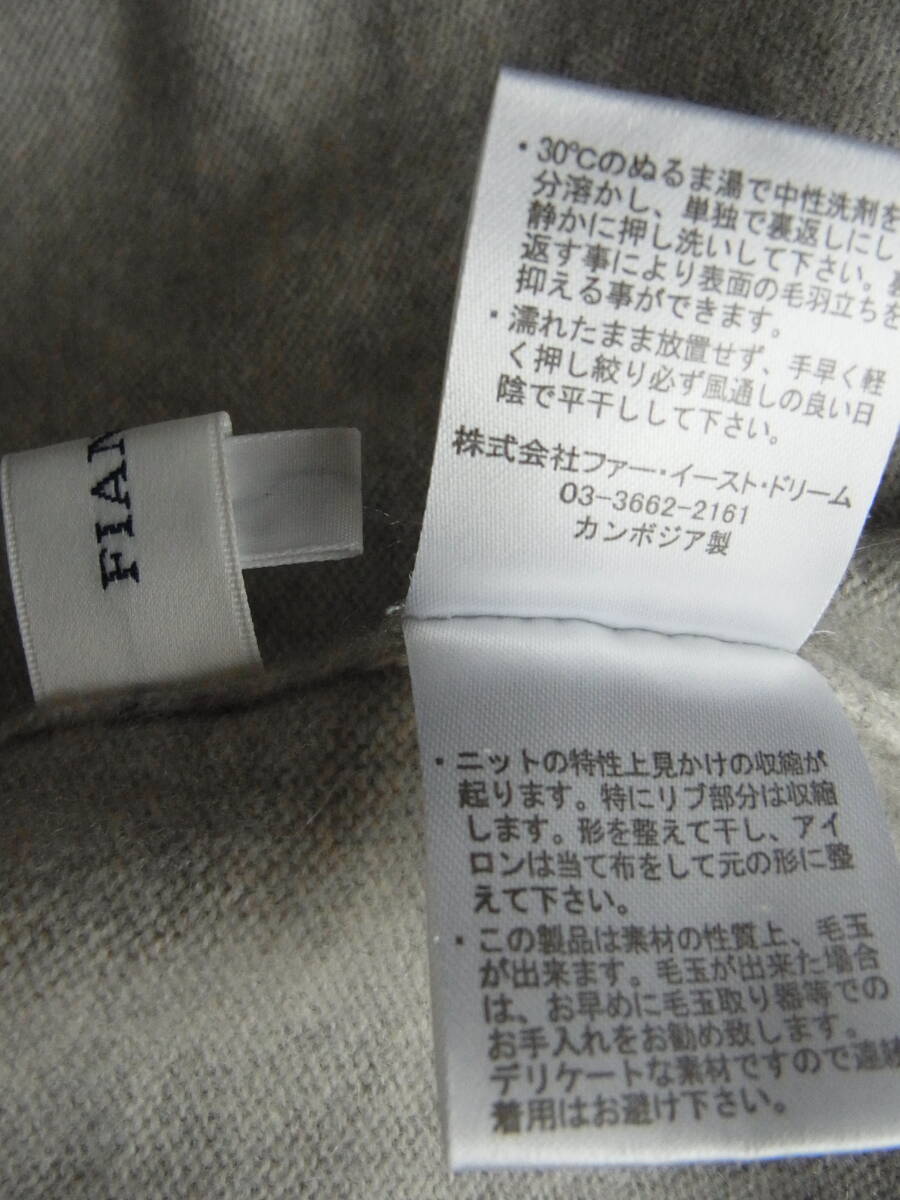 ・30℃のぬるま湯で中性洗剤を
分溶かし、単独で裏返しにし
静かに押し洗いして下さい。裏
返す事により表面の毛羽立ちを
抑える事ができます。
・濡れたまま放置せず、手早く軽
く押し絞り必ず風通しの良い日
陰で平干しして下さい。
株式会社ファー・イースト・ドリーム
03-3662-2161
カンボジア製
FIAN
・ニットの特性上見かけの収縮が
起ります。特にリブ部分は収縮
します。形を整えて干し、アイ
ロンは当て布をして元の形に整
えて下さい。
・この製品は素材の性質上、毛玉
が出来ます。毛玉が出来た場合
は、お早めに毛玉取り器等での
お手入れをお勧め致します。
デリケートな素材ですので連続
着用はお避け下さい。